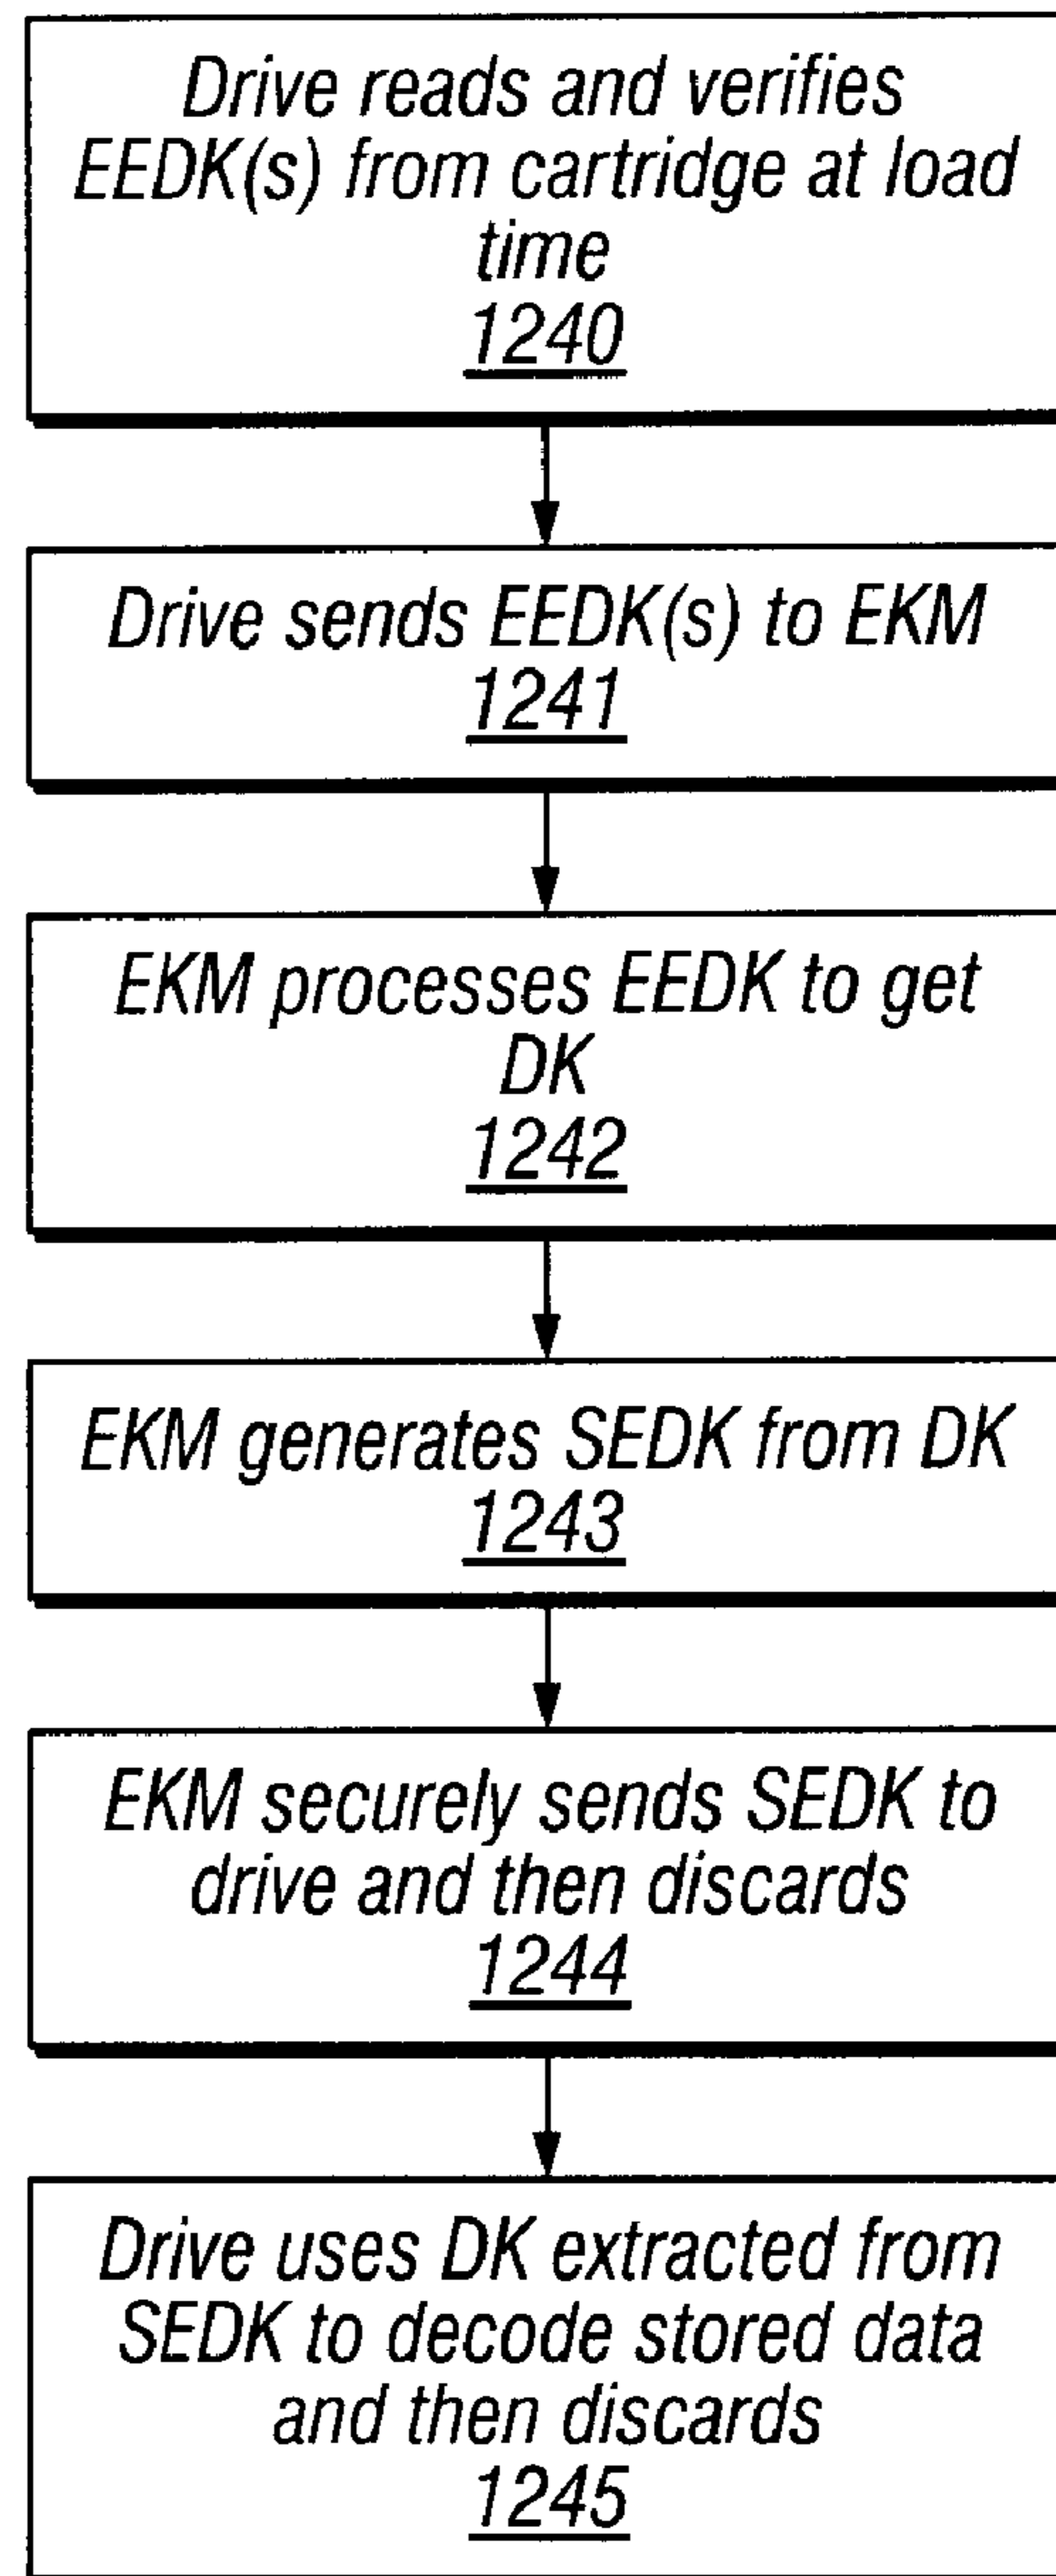 Drive reads and verifies
EEDK(s) from cartridge at load
time
1240
Drive sends EEDK(s) to EKM
1241
EKM processes EEDK to get
DK
1242
EKM generates SEDK from DK
1243
EKM securely sends SEDK to
drive and then discards
1244
Drive uses DK extracted from
SEDK to decode stored data
and then discards
1245